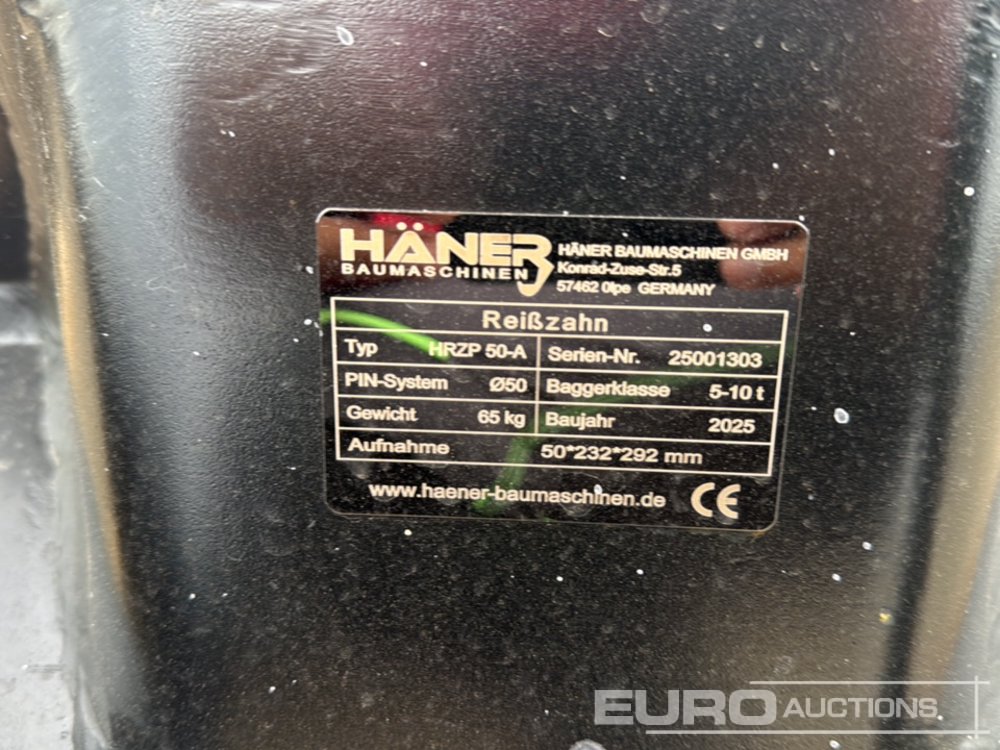 HÄNER
BAUMASCHINEN
HÄNER BAUMASCHINEN GMBH
Konrad-Zuse-Str.5
57462 Olpe GERMANY
Reißzahn
Typ HRZP 50-A Serien-Nr. 25001303
PIN-System Ø50 Baggerklasse 5-10 t
Gewicht 65 kg Baujahr 2025
Aufnahme 50*232*292 mm
www.haener-baumaschinen.de CE
EURO AUCTIONS